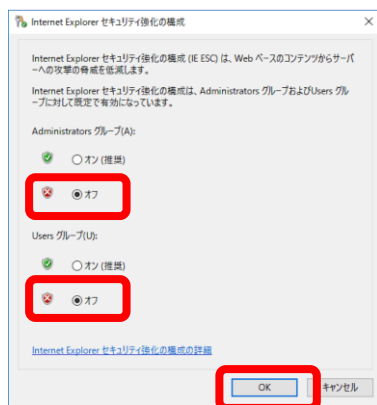 Internet Explorer セキュリティ強化の構成
Internet Explorer セキュリティ強化の構成 (IE ESC) は、Web ベースのコンテンツからサーバ
ーへの攻撃の脅威を低減します。
Internet Explorer セキュリティ強化の構成は、Administrators グループおよびUsers グル
ープに対して既定で有効になっています。
Administrators グループ(A):
オン (推奨)
オフ
Users グループ(U):
オン (推奨)
オフ
Internet Explorer セキュリティ強化の構成の詳細
OK キャンセル